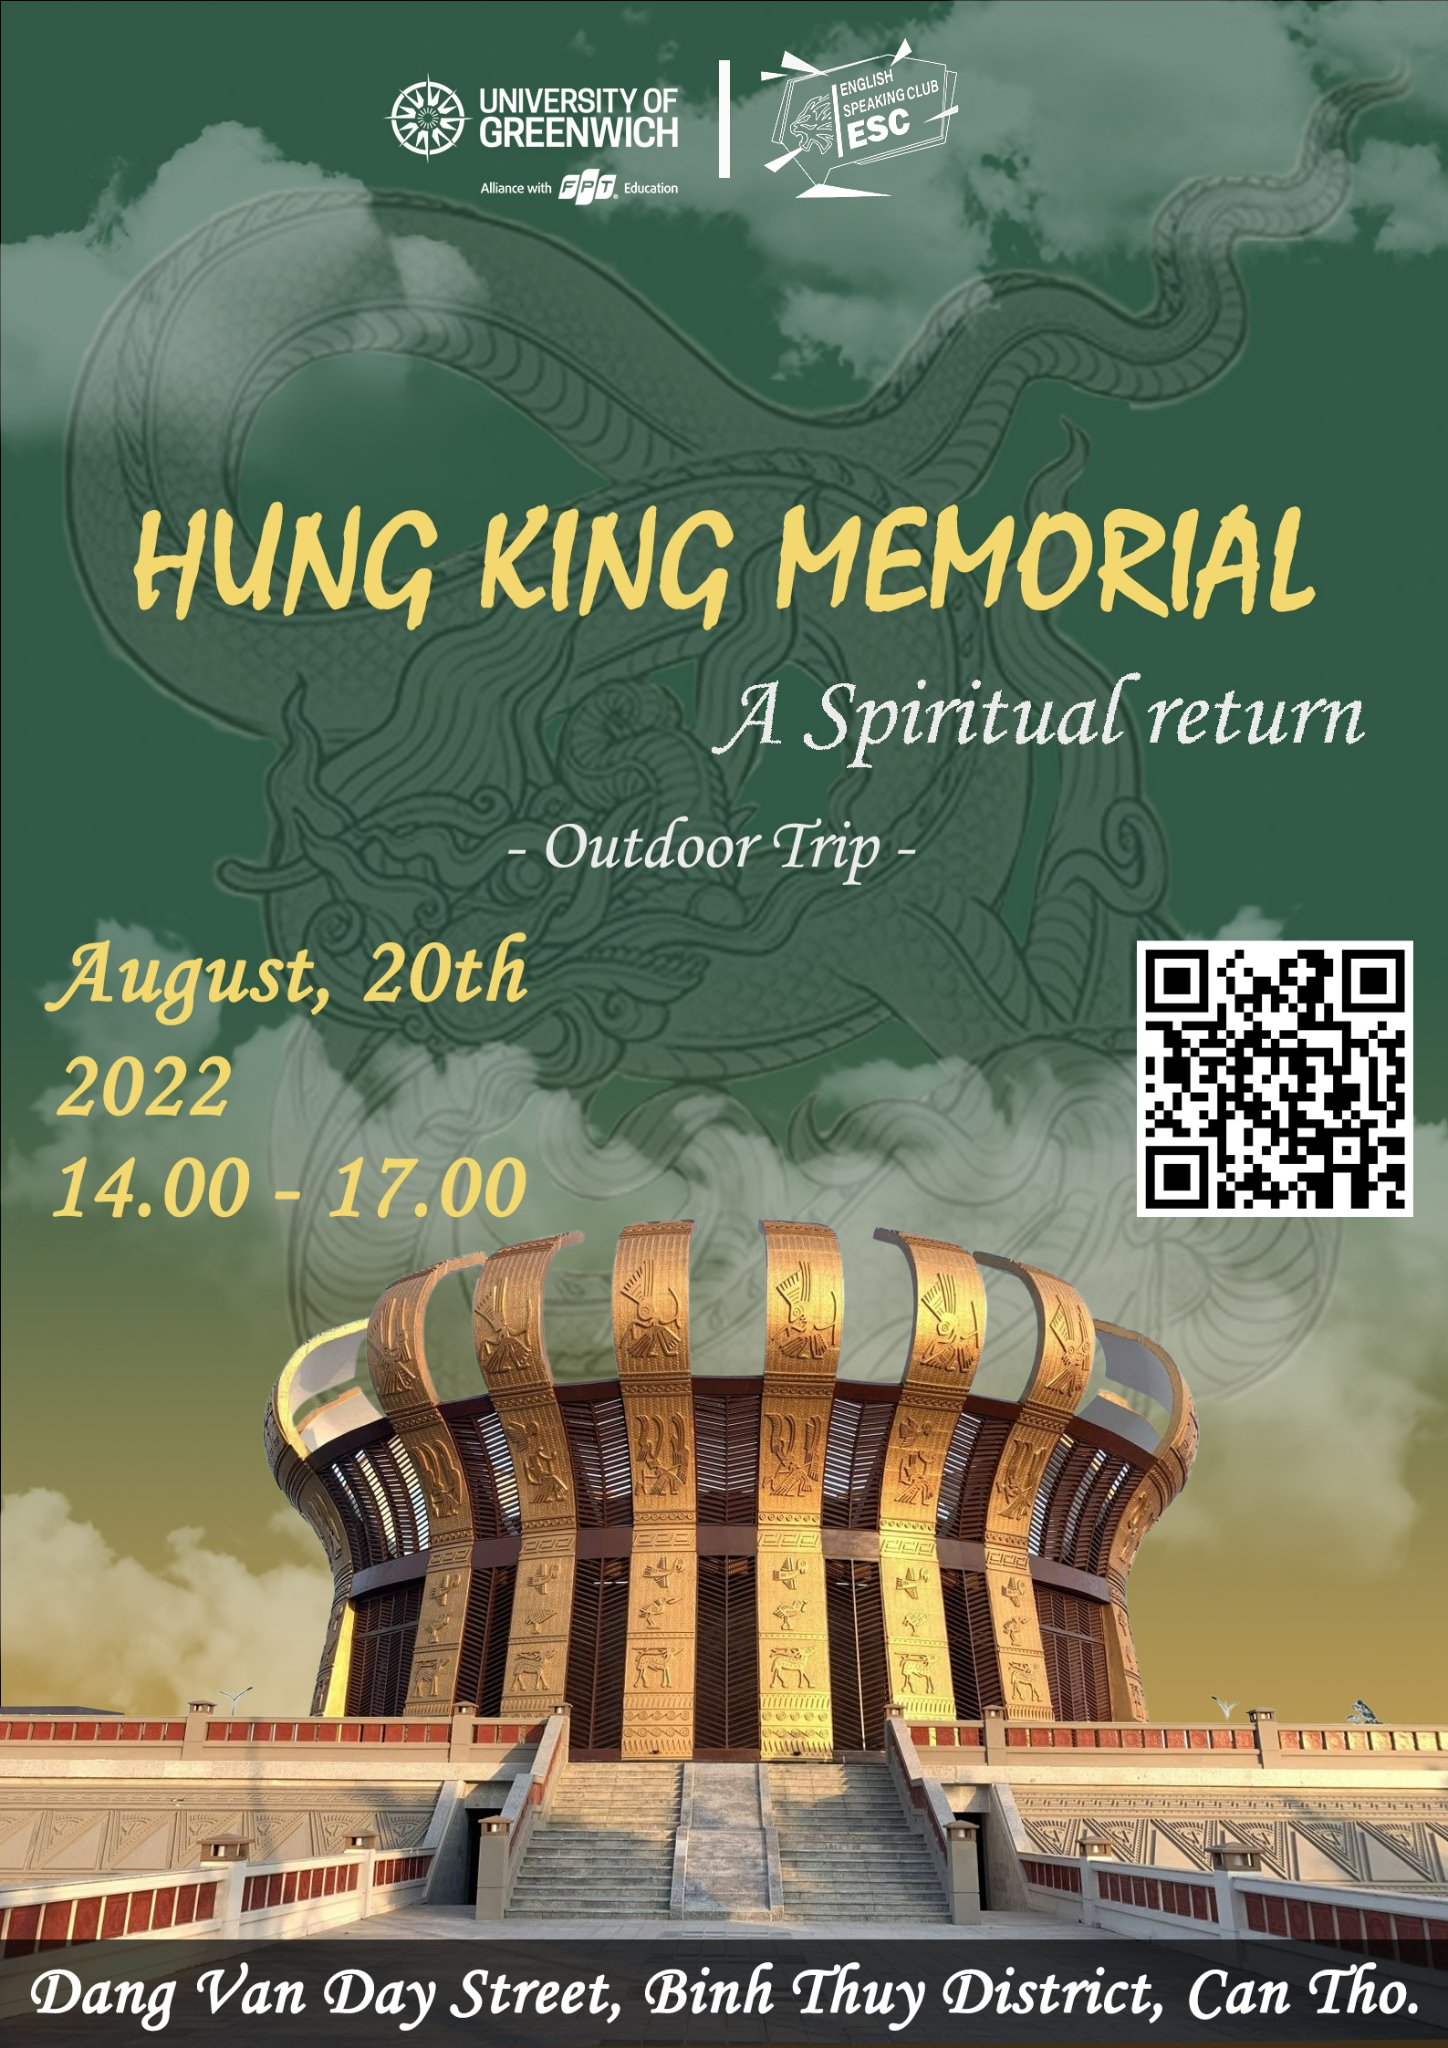 UNIVERSITY OF
GREENWICH
Alliance with FPT® Education
ENGLISH
SPEAKING CLUB
ESC
HUNG KING MEMORIAL
A Spiritual return
- Outdoor Trip -
August, 20th
2022
14.00 - 17.00
Dang Van Day Street, Binh Thuy District, Can Tho.